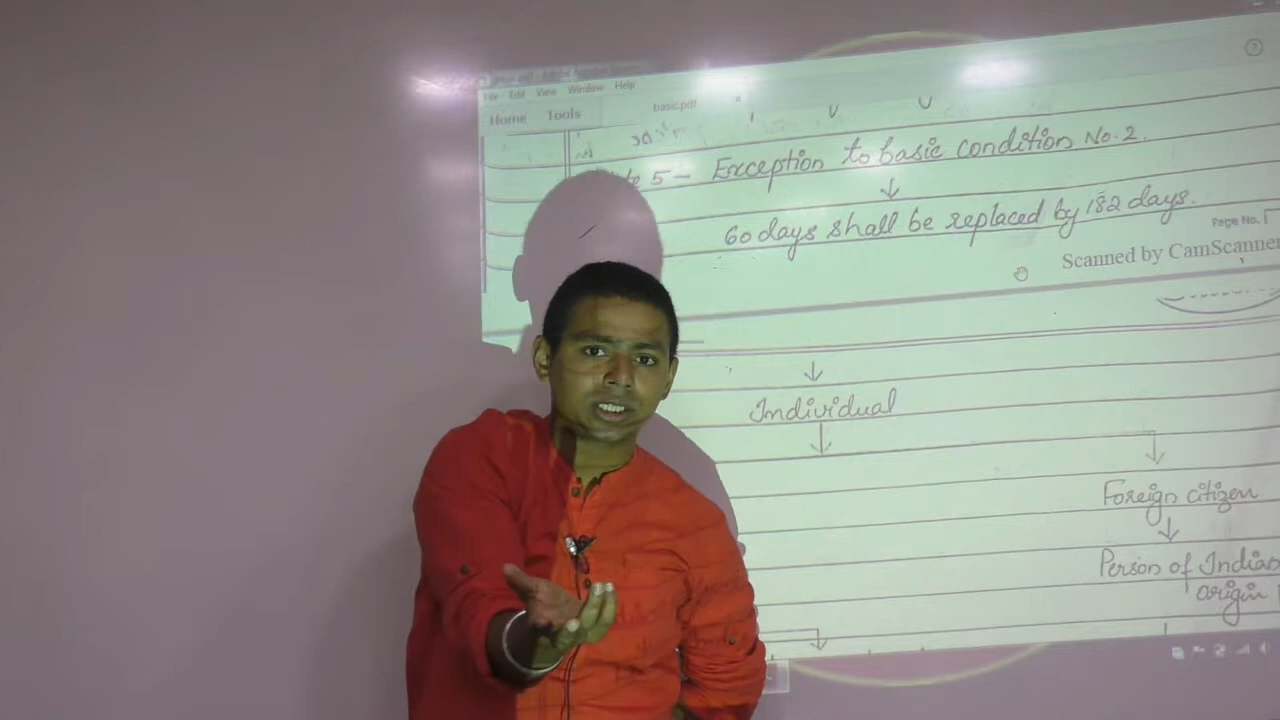 File Edit View Window Help
Home Tools
basic.pdf x
5 - Exception to basic condition No. 2.
60 days shall be replaced by 182 days.
Page No.
Scanned by CamScanner
Individual
Foreign citizen
Person of Indian
origin